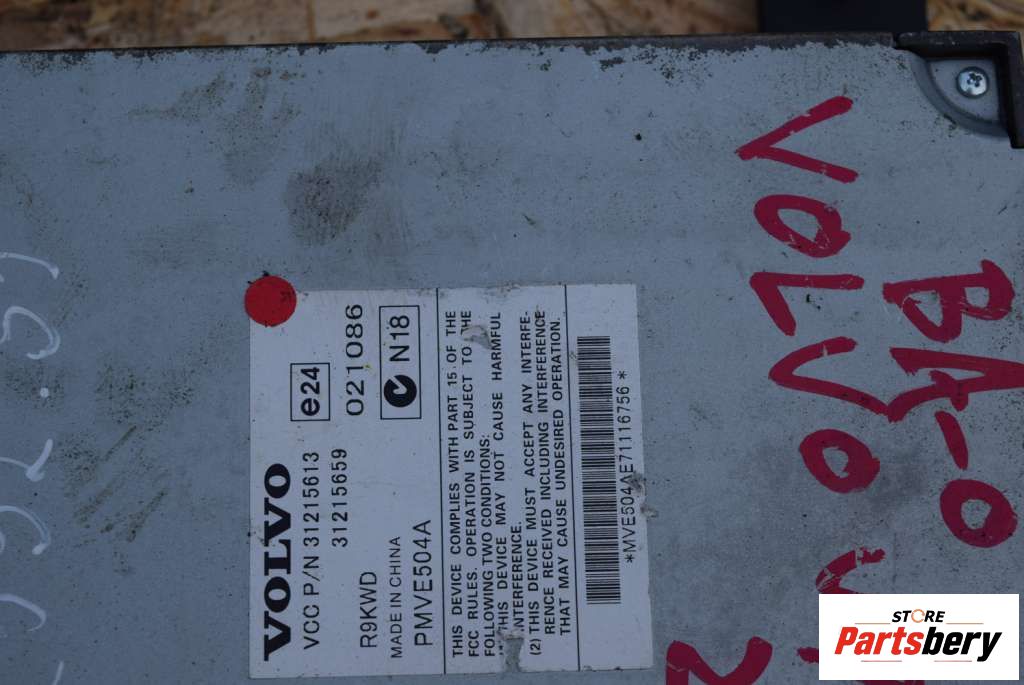 VOLVO
VCC P/N 31215613
31215659
e24
021086
R9KWD
MADE IN CHINA
PMVE504A
N18
THIS DEVICE COMPLIES WITH PART 15 OF THE
FCC RULES. OPERATION IS SUBJECT TO THE
FOLLOWING TWO CONDITIONS:
THIS DEVICE MAY NOT CAUSE HARMFUL
INTERFERENCE.
(2) THIS DEVICE MUST ACCEPT ANY INTERFE-
RENCE RECEIVED INCLUDING INTERFERENCE
THAT MAY CAUSE UNDESIRED OPERATION.
*MVE504AE71116756*
VOLVO
BA-0
2
STORE
Partsbery